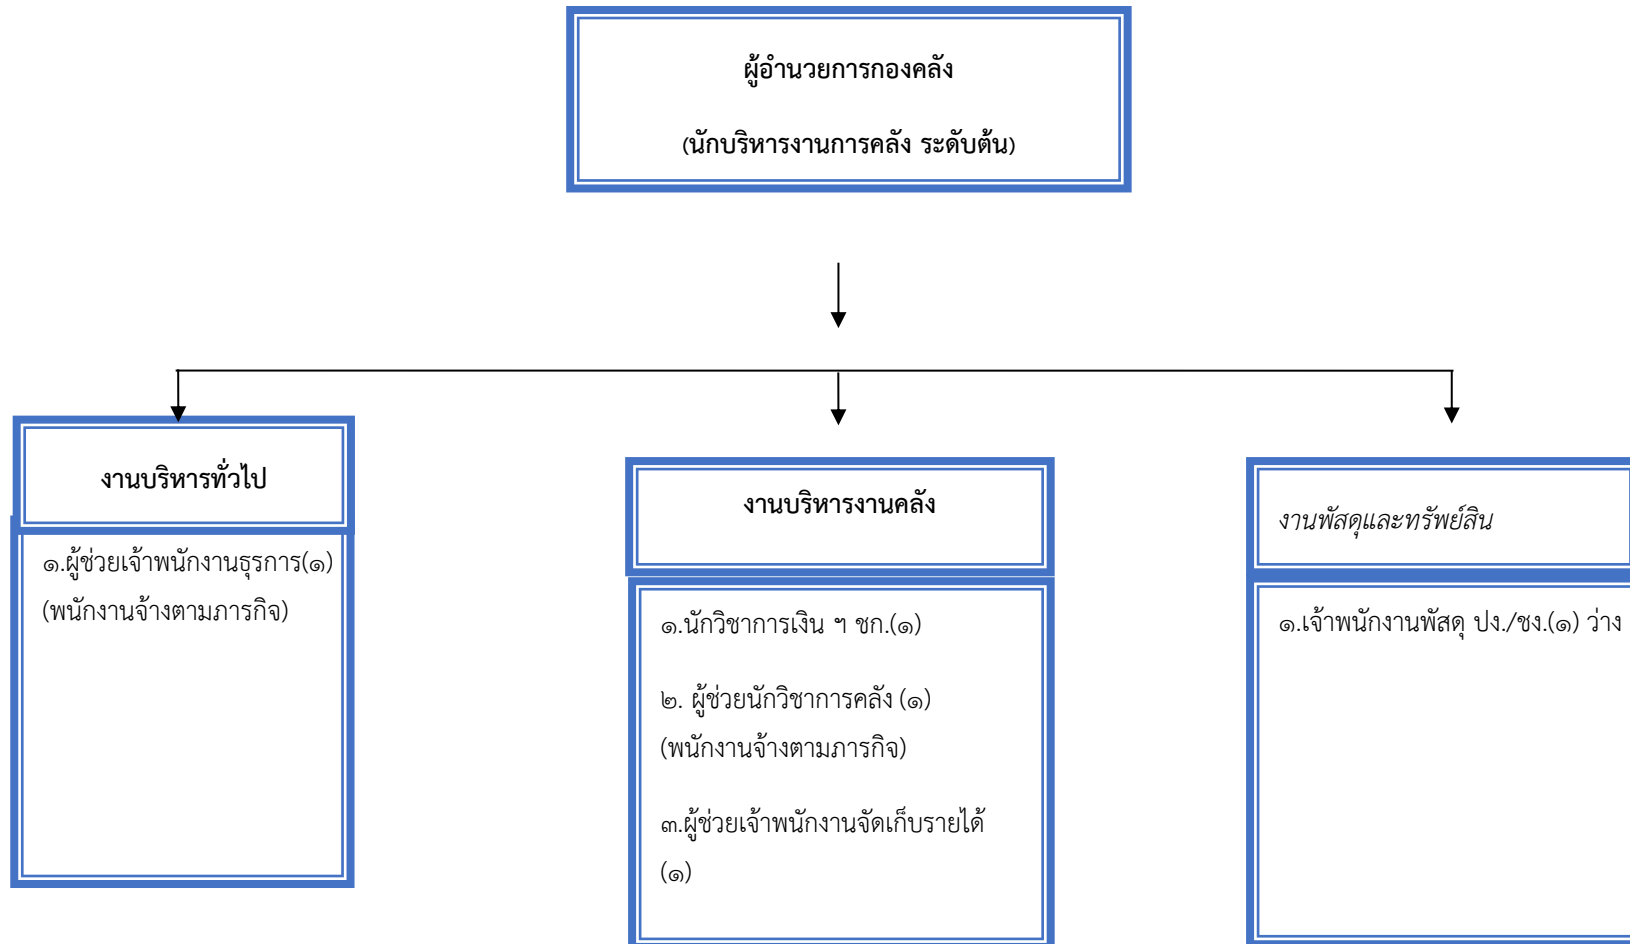 ผู้อำนวยการกองคลัง
(นักบริหารงานการคลัง ระดับต้น)
งานบริหารทั่วไป
๑.ผู้ช่วยเจ้าพนักงานธุรการ(๑)
(พนักงานจ้างตามภารกิจ)
งานบริหารงานคลัง
๑.นักวิชาการเงิน ฯ ชก.(๑)
๒. ผู้ช่วยนักวิชาการคลัง (๑)
(พนักงานจ้างตามภารกิจ)
๓.ผู้ช่วยเจ้าพนักงานจัดเก็บรายได้
(๑)
งานพัสดุและทรัพย์สิน
๑.เจ้าพนักงานพัสดุ ปง./ชง.(๑) ว่าง